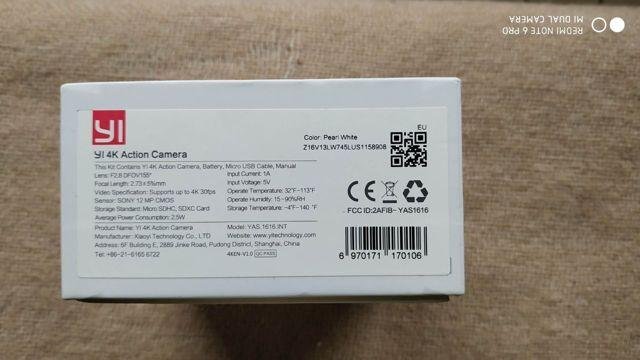 REDMI NOTE 6 PRO
MI DUAL CAMERA
YI
YI 4K Action Camera
This Kit Contains YI 4K Action Camera, Battery, Micro USB Cable, Manual
Lens: F2.8 DFOV155°
Input Current: 1A
Focal Length: 2.73±5%mm
Input Voltage: 5V
Video Specification: Supports up to 4K 30fps
Operate Temperature: 32°F~113°F
Sensor: SONY 12 MP CMOS
Operate Humidity: 15~90%RH
Storage Standard: Micro SDHC, SDXC Card
Storage Temperature: -4°F~140 °F
Average Power Consumption: 2.5W
Product Name: YI 4K Action Camera
Model: YAS.1616.INT
Manufacturer: Xiaoyi Technology Co., LTD
Website: www.yitechnology.com
Address: 6F Building E, 2889 Jinke Road, Pudong District, Shanghai, China
Tel: +86-21-6165 6722
4KEN-V1.0 QC PASS
Color: Pearl White
Z16V13LW745LUS1158908
EU
CE
FCC ID:2AFIB- YAS1616
6 970171 170106